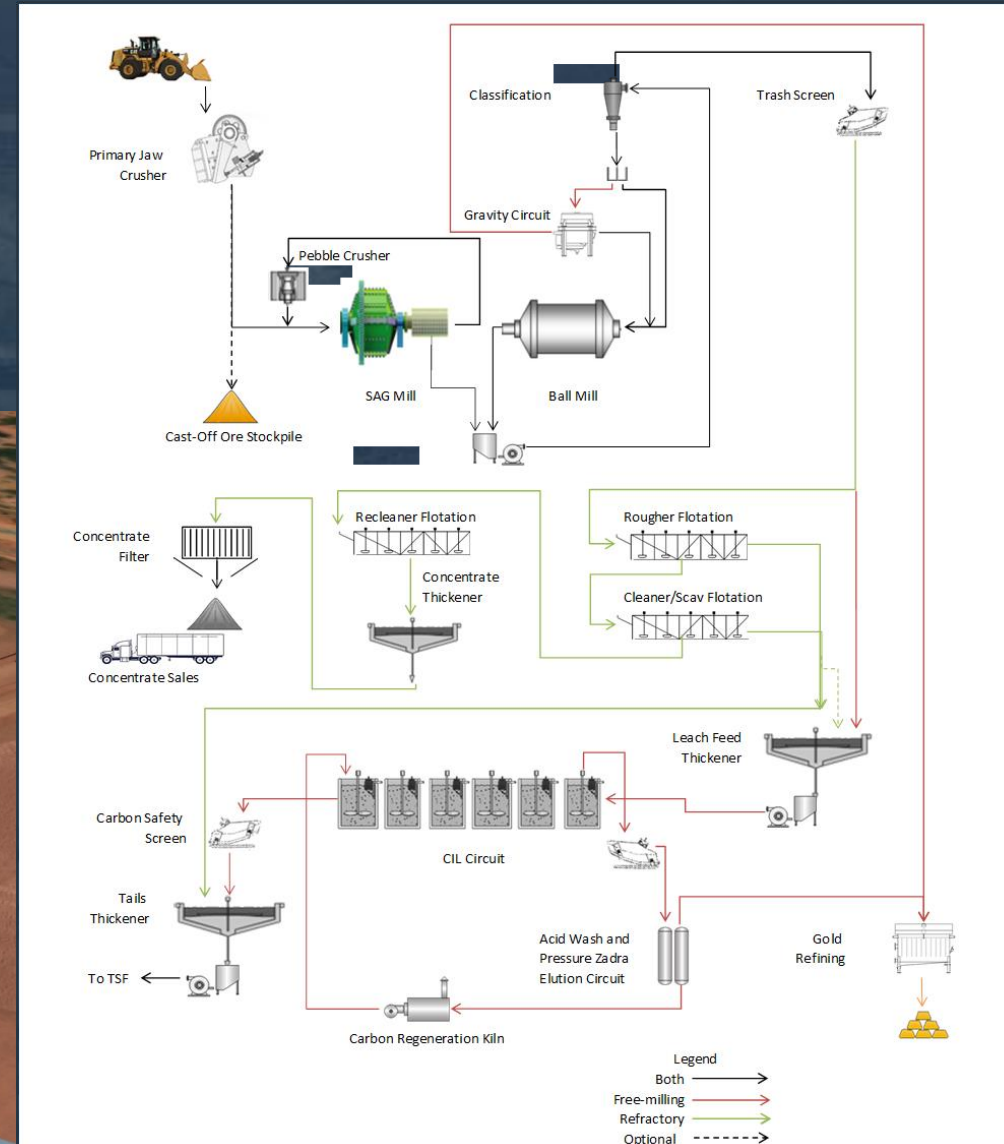 Classification
Trash Screen
Primary Jaw
Crusher
Gravity Circuit
Pebble Crusher
SAG Mill
Ball Mill
Cast-Off Ore Stockpile
Recleaner Flotation
Rougher Flotation
Concentrate
Filter
Concentrate
Thickener
Cleaner/Scav Flotation
Concentrate Sales
Leach Feed
Thickener
Carbon Safety
Screen
CIL Circuit
Tails
Thickener
Acid Wash and
Pressure Zadra
Elution Circuit
Gold
Refining
To TSF
Carbon Regeneration Kiln
Legend
Both
Free-milling
Refractory
Optional